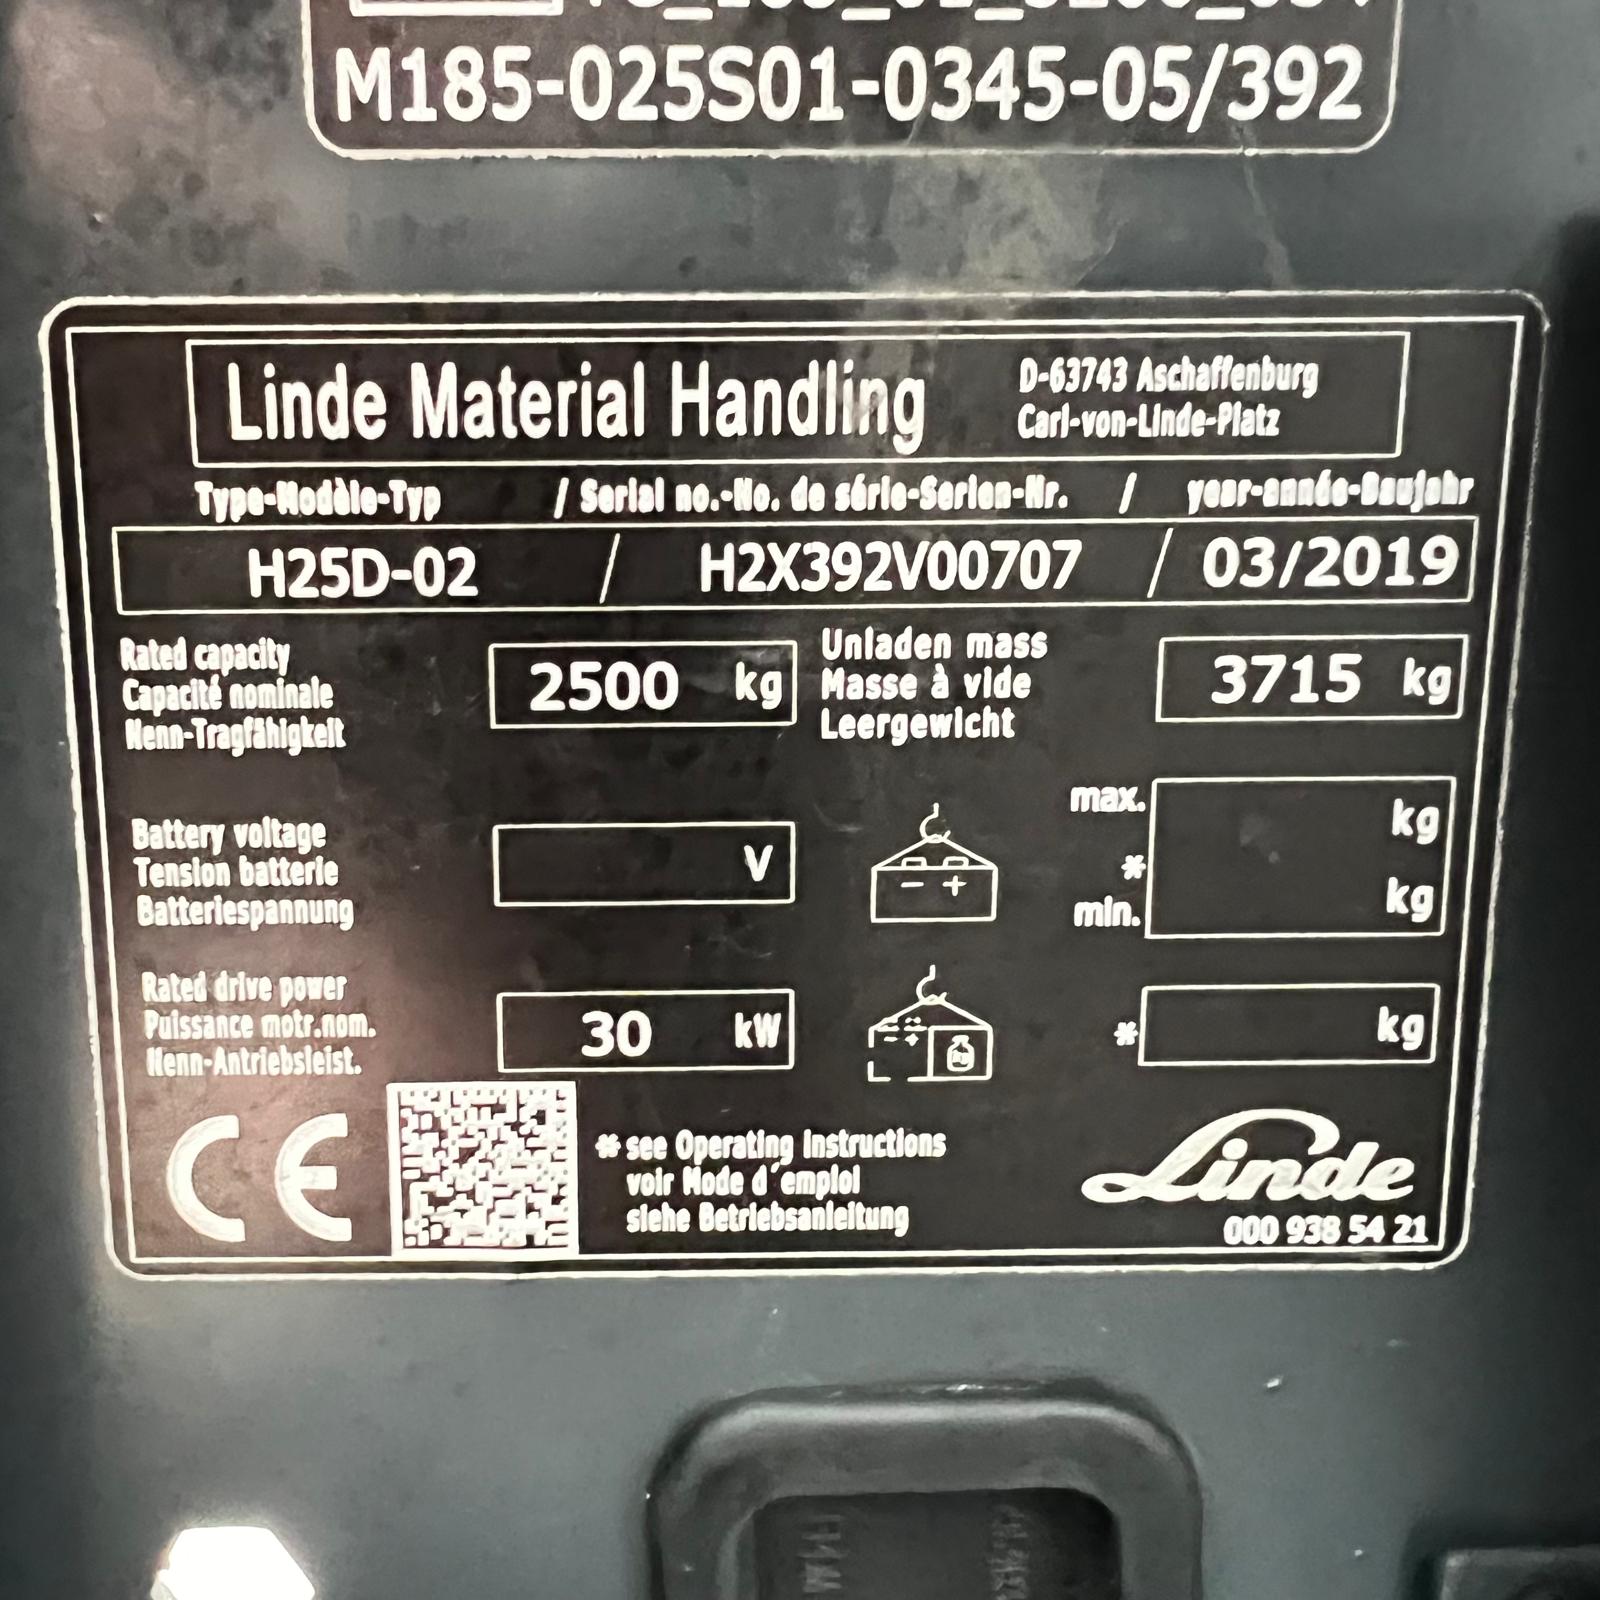 M185-025S01-0345-05/392
Linde Material Handling
D-63743 Aschaffenburg
Carl-von-Linde-Platz
Type-Modèle-Typ / Serial no.-No. de série-Serien-Nr. / year-année-Baujahr
H25D-02 / H2X392V00707 / 03/2019
Rated capacity
Capacité nominale
Nenn-Tragfähigkeit
2500 kg
Unladen mass
Masse à vide
Leergewicht
3715 kg
Battery voltage
Tension batterie
Batteriespannung
V
- +
max. kg
*
min. kg
Rated drive power
Puissance motr.nom.
Nenn-Antriebsleist.
30 kW
kg
* kg
CE
* see Operating instructions
voir Mode d´emploi
siehe Betriebsanleitung
Linde
000 938 54 21